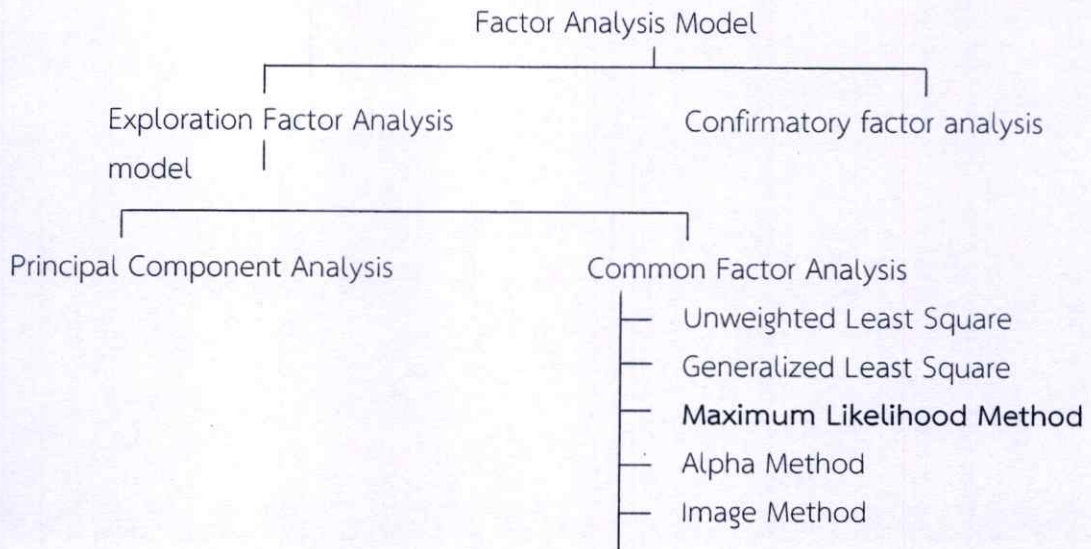 Factor Analysis Model
Exploration Factor Analysis
model
Confirmatory factor analysis
Principal Component Analysis
Common Factor Analysis
Unweighted Least Square
Generalized Least Square
Maximum Likelihood Method
Alpha Method
Image Method